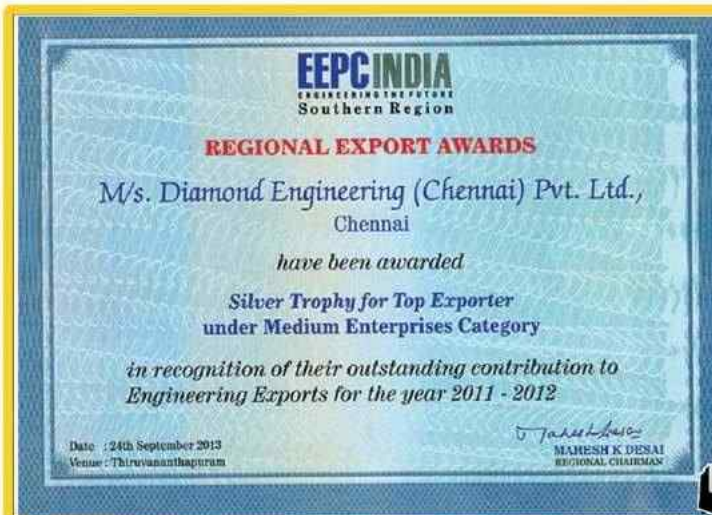 EEPC INDIA
ENGINEERING THE FUTURE
Southern Region
REGIONAL EXPORT AWARDS
M/s. Diamond Engineering (Chennai) Pvt. Ltd.,
Chennai
have been awarded
Silver Trophy for Top Exporter
under Medium Enterprises Category
in recognition of their outstanding contribution to
Engineering Exports for the year 2011 - 2012
Date : 24th September 2013
Venue : Thiruvananthapuram
MAHESH K DESAI
REGIONAL CHAIRMAN